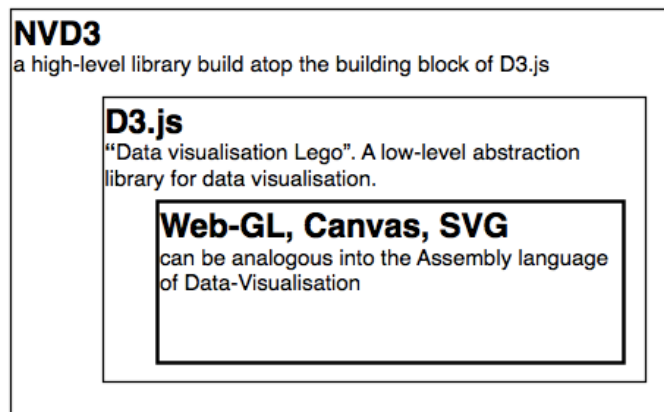 NVD3
a high-level library build atop the building block of D3.js
D3.js
“Data visualisation Lego”. A low-level abstraction
library for data visualisation.
Web-GL, Canvas, SVG
can be analogous into the Assembly language
of Data-Visualisation